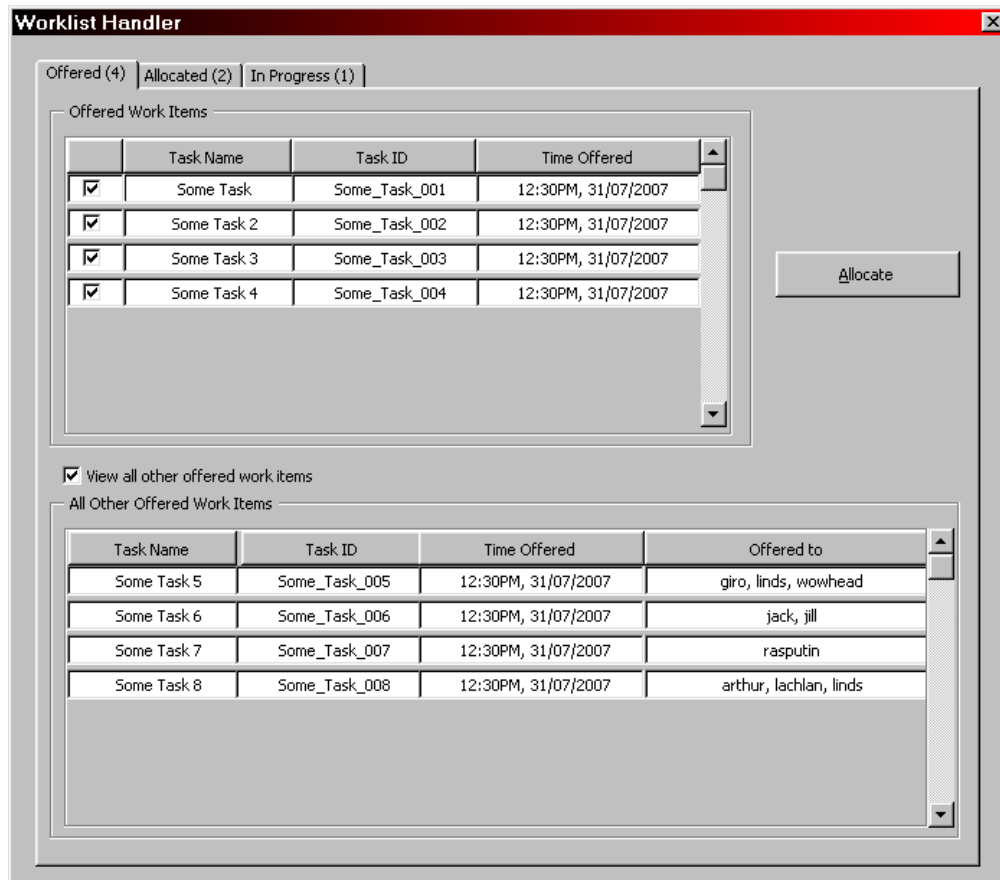 Worklist Handler
Offered (4) Allocated (2) In Progress (1)
Offered Work Items
Task Name Task ID Time Offered
Some Task Some_Task_001 12:30PM, 31/07/2007
Some Task 2 Some_Task_002 12:30PM, 31/07/2007
Some Task 3 Some_Task_003 12:30PM, 31/07/2007
Some Task 4 Some_Task_004 12:30PM, 31/07/2007
Allocate
View all other offered work items
All Other Offered Work Items
Task Name Task ID Time Offered Offered to
Some Task 5 Some_Task_005 12:30PM, 31/07/2007 giro, linds, wowhead
Some Task 6 Some_Task_006 12:30PM, 31/07/2007 jack, jill
Some Task 7 Some_Task_007 12:30PM, 31/07/2007 rasputin
Some Task 8 Some_Task_008 12:30PM, 31/07/2007 arthur, lachlan, linds